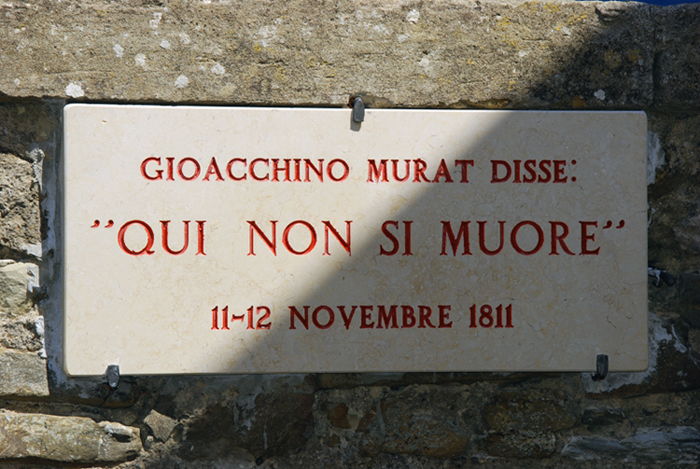 GIOACCHINO MURAT DISSE:
"QUI NON SI MUORE"
11-12 NOVEMBRE 1811